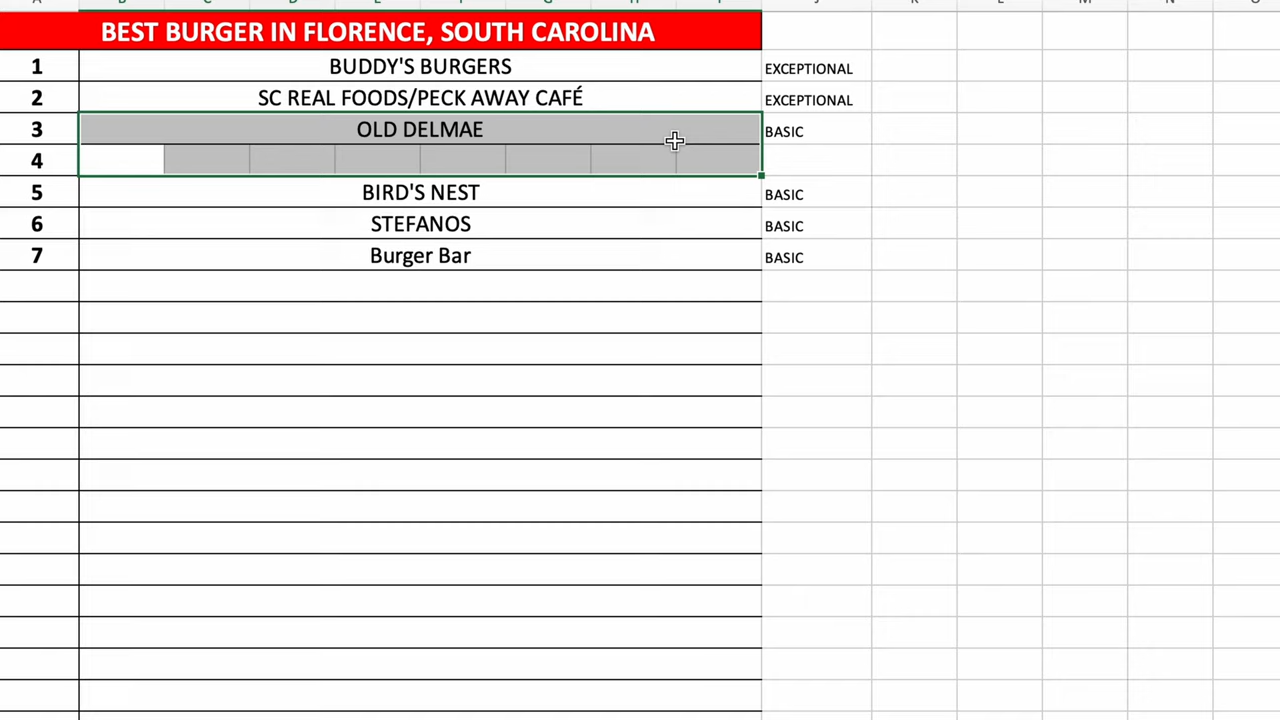 BEST BURGER IN FLORENCE, SOUTH CAROLINA
1 BUDDY'S BURGERS EXCEPTIONAL
2 SC REAL FOODS/PECK AWAY CAFÉ EXCEPTIONAL
3 OLD DELMAE BASIC
4
5 BIRD'S NEST BASIC
6 STEFANOS BASIC
7 Burger Bar BASIC